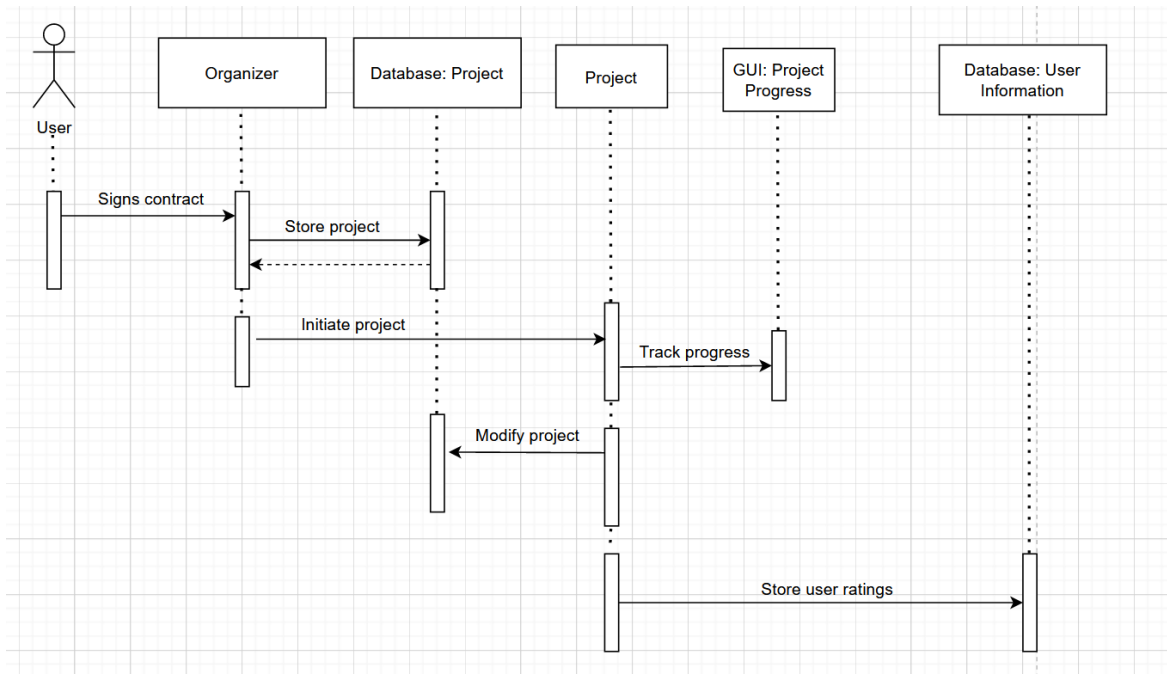 Organizer
Database: Project
Project
GUI: Project
Progress
Database: User
Information
User
Signs contract
Store project
Initiate project
Track progress
Modify project
Store user ratings